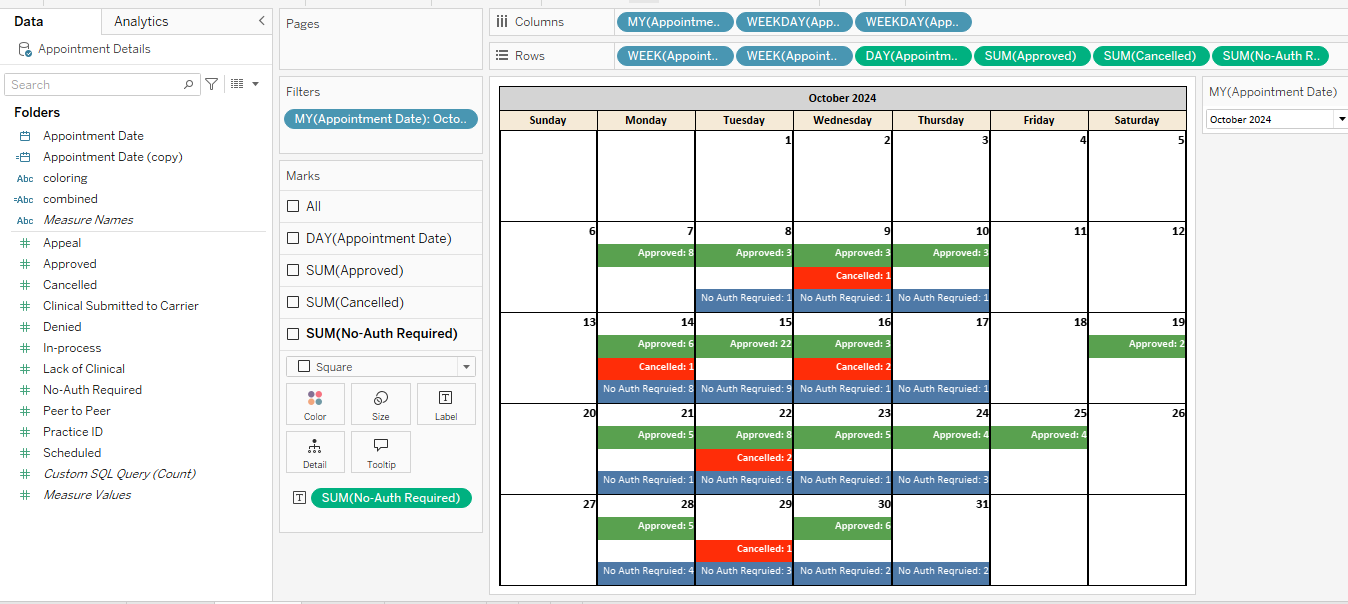 Data
Analytics
Appointment Details
Search
Folders
Appointment Date
Appointment Date (copy)
Abc coloring
=Abc combined
Abc Measure Names
Appeal
Approved
Cancelled
Clinical Submitted to Carrier
Denied
In-process
Lack of Clinical
No-Auth Required
Peer to Peer
Practice ID
Scheduled
Custom SQL Query (Count)
Measure Values
Pages
Filters
MY(Appointment Date): Octo..
Marks
All
DAY(Appointment Date)
SUM(Approved)
SUM(Cancelled)
SUM(No-Auth Required)
Square
Color Size Label
Detail Tooltip
SUM(No-Auth Required)
Columns MY(Appointme.. WEEKDAY(App.. WEEKDAY(App..
Rows WEEK(Appoint.. WEEK(Appoint.. DAY(Appointm.. SUM(Approved) SUM(Cancelled) SUM(No-Auth R..
October 2024
Sunday Monday Tuesday Wednesday Thursday Friday Saturday
1 2 3 4 5
6 7 8 9 10 11 12
Approved: 8 Approved: 3 Approved: 3 Approved: 3
Cancelled: 1
No Auth Reqruied: 1 No Auth Reqruied: 1 No Auth Reqruied: 1
13 14 15 16 17 18 19
Approved: 6 Approved: 22 Approved: 3 Approved: 2
Cancelled: 1 Cancelled: 2
No Auth Reqruied: 8 No Auth Reqruied: 9 No Auth Reqruied: 1 No Auth Reqruied: 1
20 21 22 23 24 25 26
Approved: 5 Approved: 8 Approved: 5 Approved: 4 Approved: 4
Cancelled: 2
No Auth Reqruied: 1 No Auth Reqruied: 6 No Auth Reqruied: 1 No Auth Reqruied: 3
27 28 29 30 31
Approved: 5 Approved: 6
Cancelled: 1
No Auth Reqruied: 4 No Auth Reqruied: 3 No Auth Reqruied: 2 No Auth Reqruied: 2
MY(Appointment Date)
October 2024